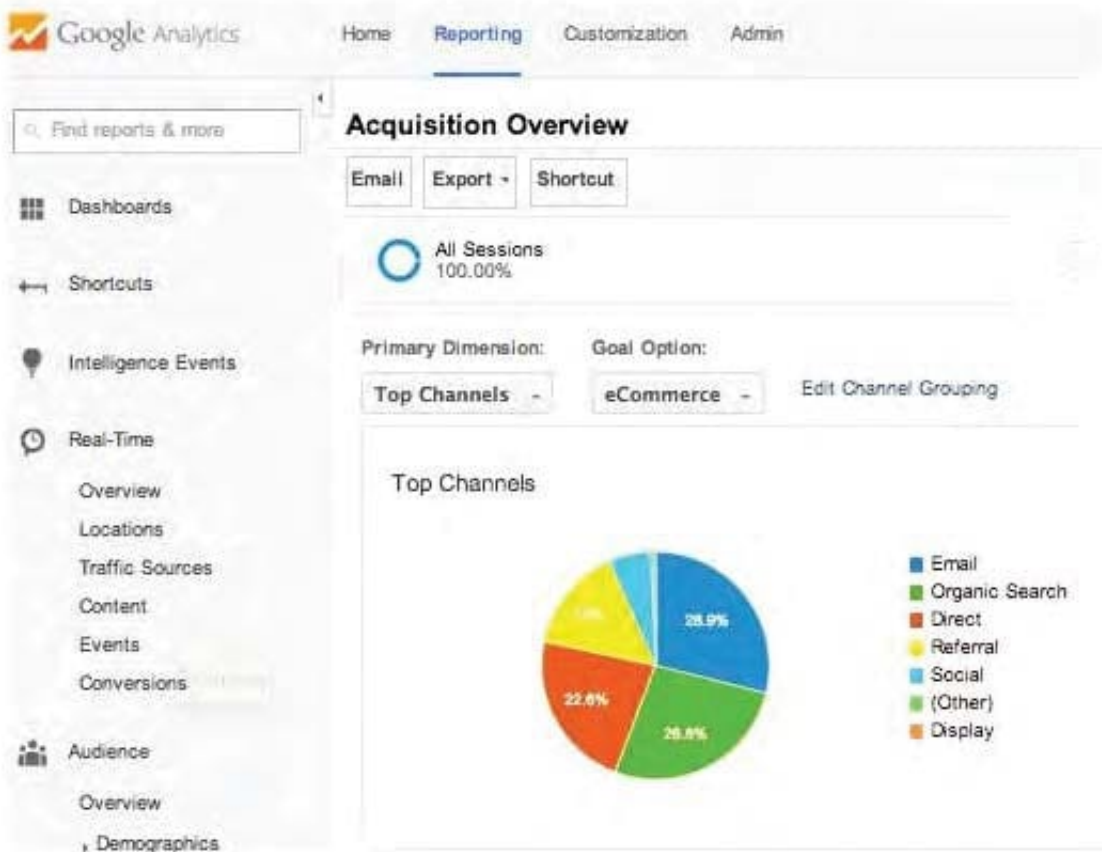 Google Analytics
Home Reporting Customization Admin
Find reports & more
Dashboards
Shortcuts
Intelligence Events
Real-Time
Overview
Locations
Traffic Sources
Content
Events
Conversions
Audience
Overview
Demographics
Acquisition Overview
Email Export Shortcut
All Sessions
100.00%
Primary Dimension: Goal Option:
Top Channels eCommerce Edit Channel Grouping
Top Channels
28.9%
22.6%
Email
Organic Search
Direct
Referral
Social
(Other)
Display